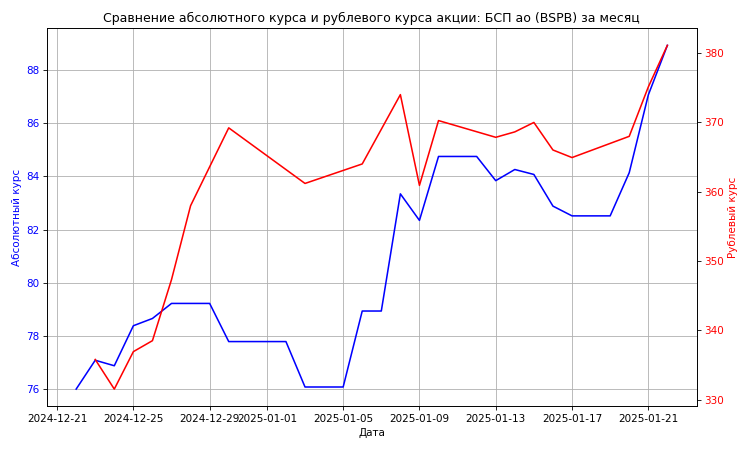 Сравнение абсолютного курса и рублевого курса акции: БСП ао (BSPB) за месяц
Абсолютный курс
88
86
84
82
80
78
76
380
370
360
350
340
330
Рублевый курс
2024-12-21 2024-12-25 2024-12-29 2025-01-01 2025-01-05 2025-01-09 2025-01-13 2025-01-17 2025-01-21
Дата